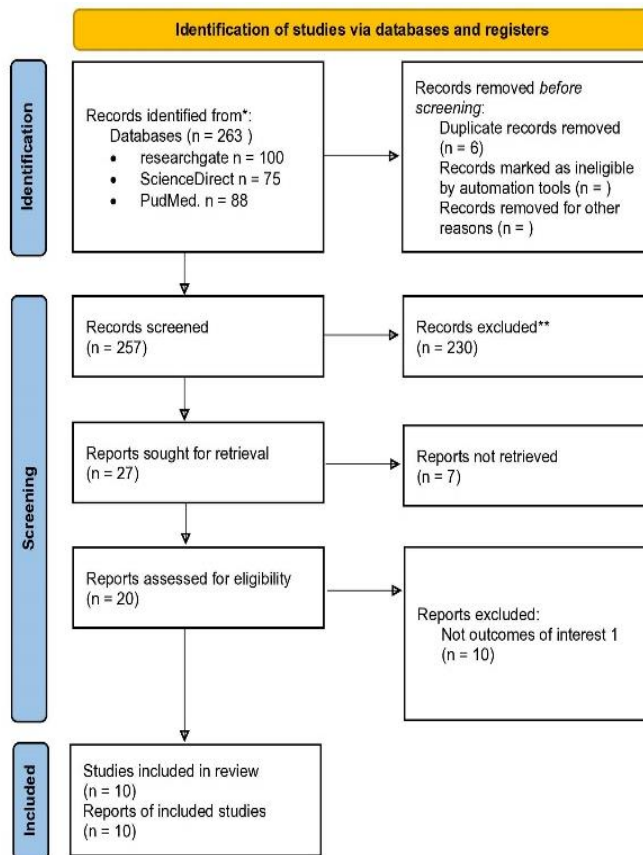 Identification of studies via databases and registers
Identification
Records identified from*:
Databases (n = 263 )
• researchgate n = 100
• ScienceDirect n = 75
• PudMed. n = 88
Records removed before
screening:
Duplicate records removed
(n = 6)
Records marked as ineligible
by automation tools (n = )
Records removed for other
reasons (n = )
Screening
Records screened
(n = 257)
Records excluded**
(n = 230)
Reports sought for retrieval
(n = 27)
Reports not retrieved
(n = 7)
Reports assessed for eligibility
(n = 20)
Reports excluded:
Not outcomes of interest 1
(n = 10)
Included
Studies included in review
(n = 10)
Reports of included studies
(n = 10)